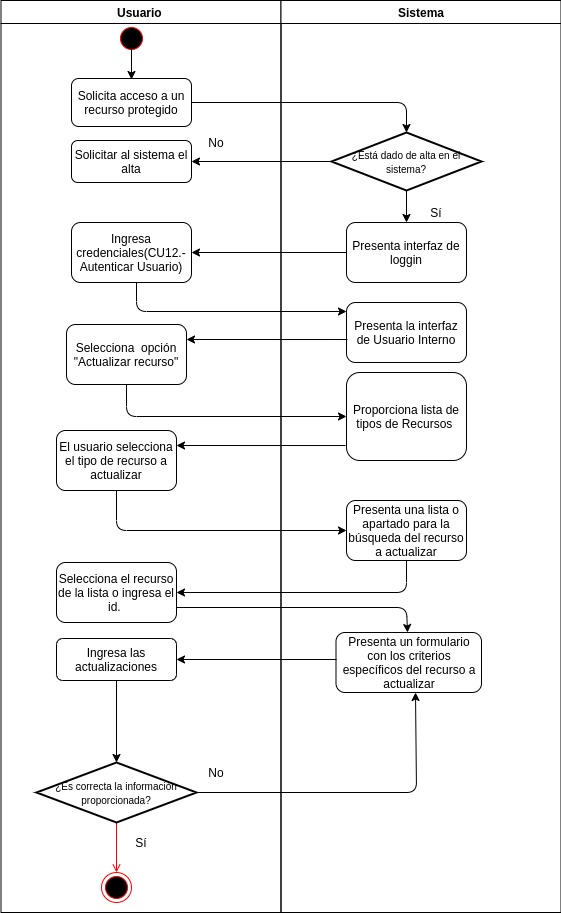 Usuario
Sistema
Solicita acceso a un
recurso protegido
No
Solicitar al sistema el
alta
¿Está dado de alta en el
sistema?
Sí
Ingresa
credenciales(CU12.-
Autenticar Usuario)
Presenta interfaz de
loggin
Presenta la interfaz
de Usuario Interno
Selecciona opción
"Actualizar recurso"
Proporciona lista de
tipos de Recursos
El usuario selecciona
el tipo de recurso a
actualizar
Presenta una lista o
apartado para la
búsqueda del recurso
a actualizar
Selecciona el recurso
de la lista o ingresa el
id.
Presenta un formulario
con los criterios
específicos del recurso a
actualizar
Ingresa las
actualizaciones
No
¿Es correcta la información
proporcionada?
Sí